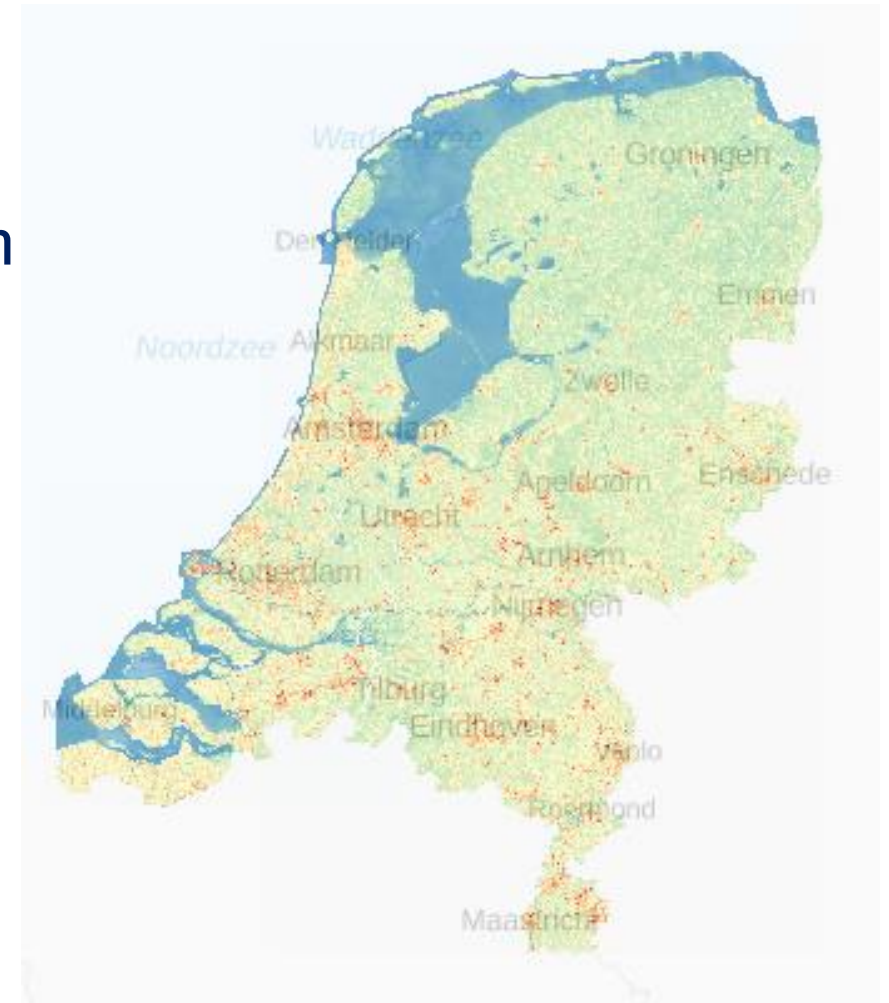 n
Waddenzee
Groningen
Den Helder
Emmen
Noordzee Alkmaar
Zwolle
Amsterdam
Apeldoorn Enschede
Utrecht
Arnhem
Rotterdam
Nijmegen
Tilburg
Middelburg
Eindhoven
Venlo
Roermond
Maastricht